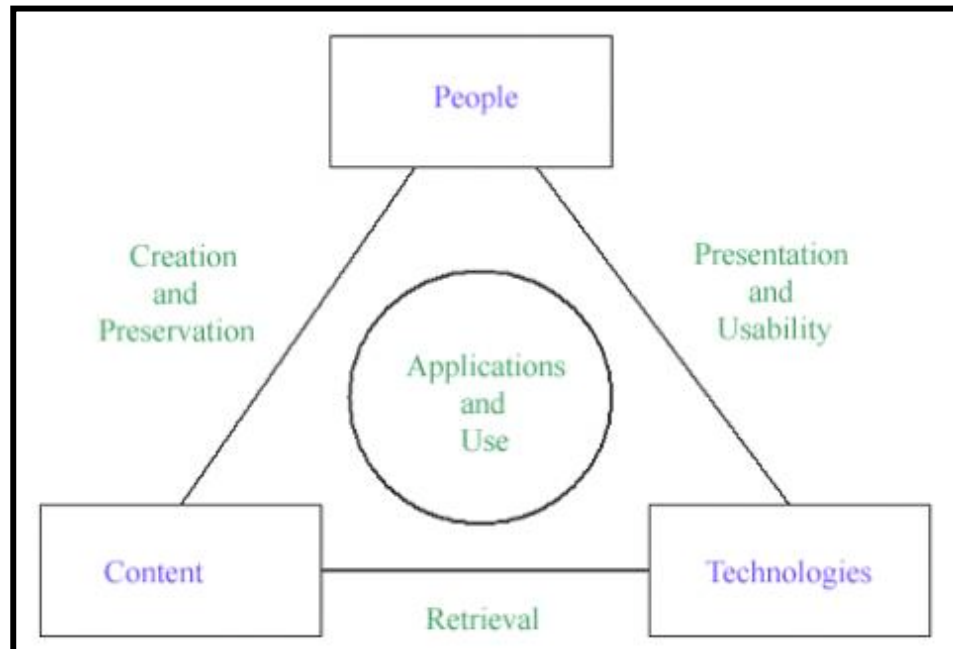 People
Creation
and
Preservation
Presentation
and
Usability
Applications
and
Use
Content
Technologies
Retrieval